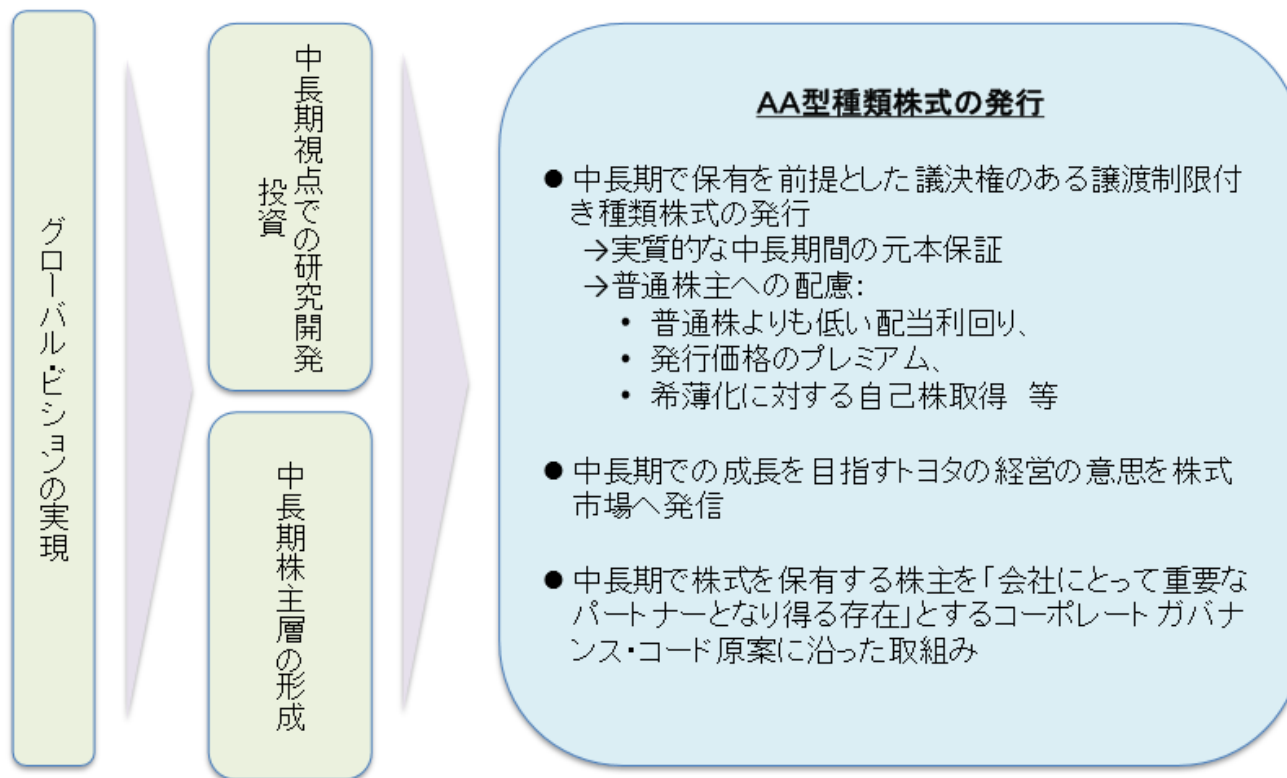 グローバル・ビジョンの実現
中長期視点での研究開発
投資
中長期株主層の形成
AA型種類株式の発行
● 中長期で保有を前提とした議決権のある譲渡制限付
き種類株式の発行
→実質的な中長期間の元本保証
→普通株主への配慮:
• 普通株よりも低い配当利回り、
• 発行価格のプレミアム、
• 希薄化に対する自己株取得 等
● 中長期での成長を目指すトヨタの経営の意思を株式
市場へ発信
● 中長期で株式を保有する株主を「会社にとって重要な
パートナーとなり得る存在」とするコーポレートガバナ
ンス・コード原案に沿った取組み